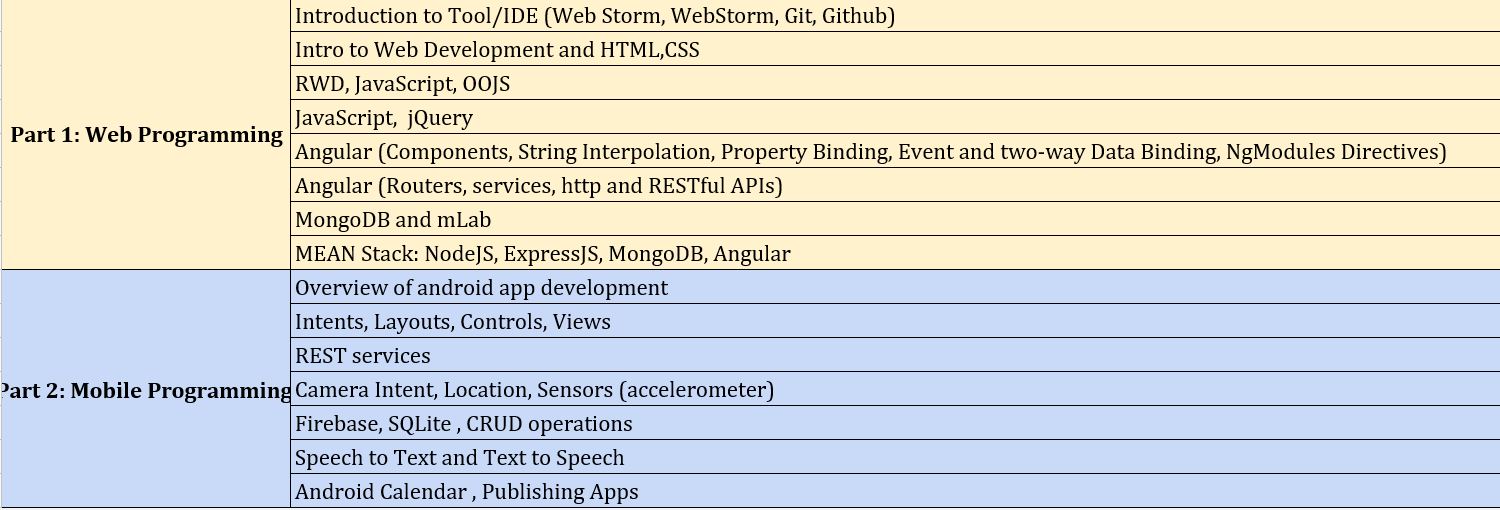 Introduction to Tool/IDE (Web Storm, WebStorm, Git, Github)
Intro to Web Development and HTML,CSS
RWD, JavaScript, OOJS
JavaScript,  jQuery
Part 1: Web Programming
Angular (Components, String Interpolation, Property Binding, Event and two-way Data Binding, NgModules Directives)
Angular (Routers, services, http and RESTful APIs)
MongoDB and mLab
MEAN Stack: NodeJS, ExpressJS, MongoDB, Angular
Overview of android app development
Intents, Layouts, Controls, Views
REST services
Part 2: Mobile Programming
Camera Intent, Location, Sensors (accelerometer)
Firebase, SQLite , CRUD operations
Speech to Text and Text to Speech
Android Calendar , Publishing Apps